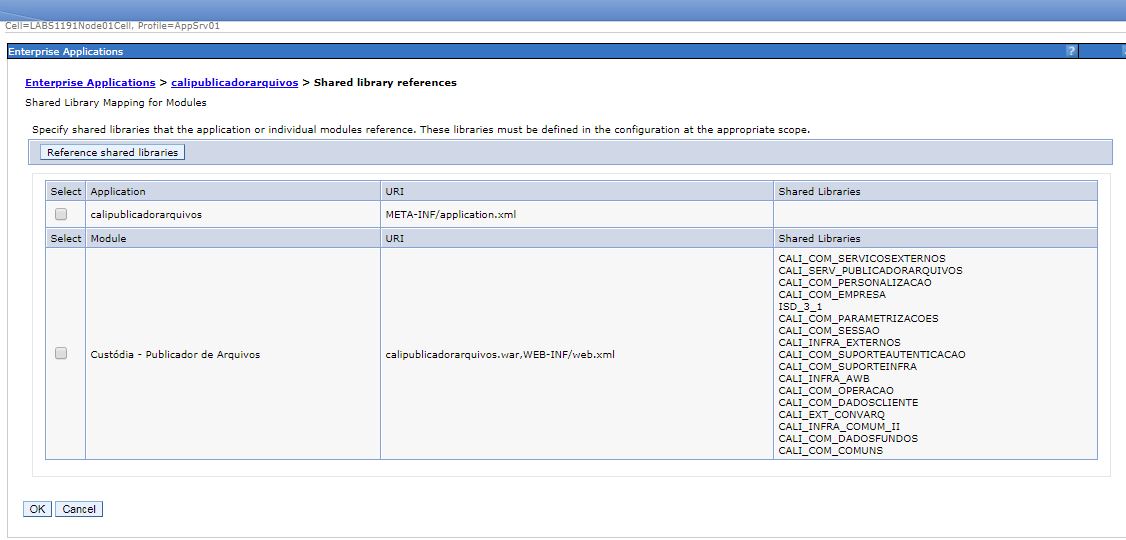 Cell=LABS1191Node01Cell, Profile=AppSrv01
Enterprise Applications ?
Enterprise Applications > calipublicadorarquivos > Shared library references
Shared Library Mapping for Modules
Specify shared libraries that the application or individual modules reference. These libraries must be defined in the configuration at the appropriate scope.
Reference shared libraries
Select Application URI Shared Libraries
calipublicadorarquivos META-INF/application.xml
Select Module URI Shared Libraries
Custódia - Publicador de Arquivos calipublicadorarquivos.war,WEB-INF/web.xml
CALI_COM_SERVICOSEXTERNOS
CALI_SERV_PUBLICADORARQUIVOS
CALI_COM_PERSONALIZACAO
CALI_COM_EMPRESA
ISD_3_1
CALI_COM_PARAMETRIZACOES
CALI_COM_SESSAO
CALI_INFRA_EXTERNOS
CALI_COM_SUPORTEAUTENTICACAO
CALI_COM_SUPORTEINFRA
CALI_INFRA_AWB
CALI_COM_OPERACAO
CALI_COM_DADOSCLIENTE
CALI_EXT_CONVARQ
CALI_INFRA_COMUM_II
CALI_COM_DADOSFUNDOS
CALI_COM_COMUNS
OK Cancel